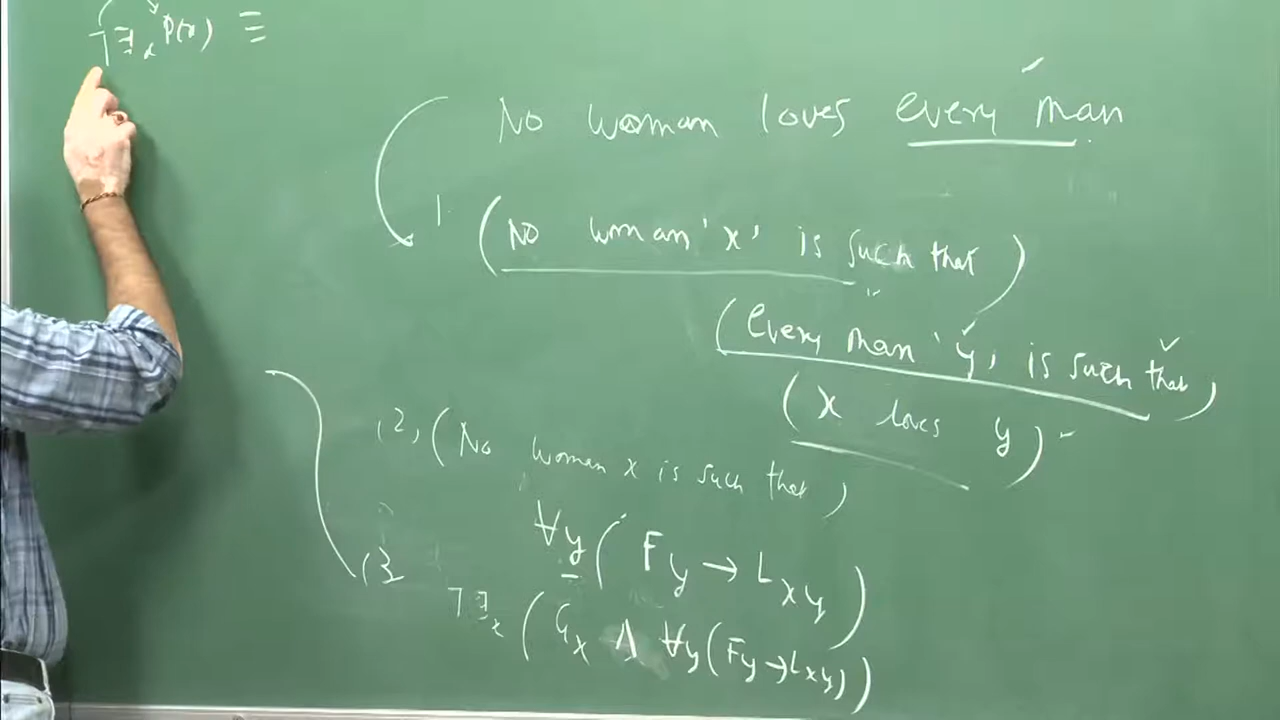 ¬∃x P(x) ≡
No woman loves every man
1. (No woman 'x' is such that)
(every man 'y' is such that)
(x loves y)
(2) (No woman x is such that)
∀y(Fy → Lxy)
(3
¬∃x (Gx ∧ ∀y(Fy→Lxy))